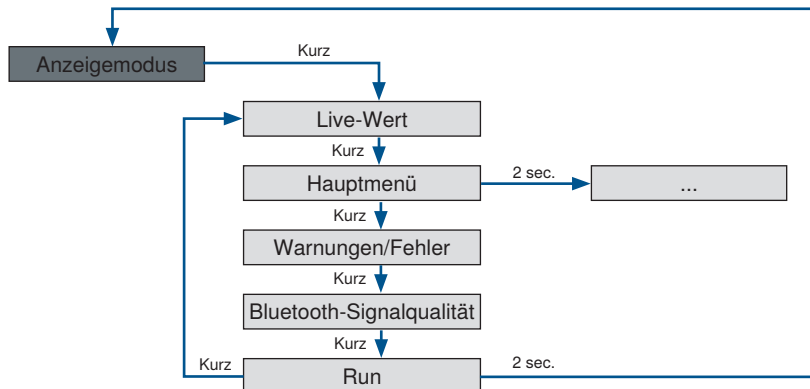 Anzeigemodus
Kurz
Live-Wert
Kurz
Hauptmenü
2 sec.
...
Kurz
Warnungen/Fehler
Kurz
Bluetooth-Signalqualität
Kurz
Kurz
Run
2 sec.